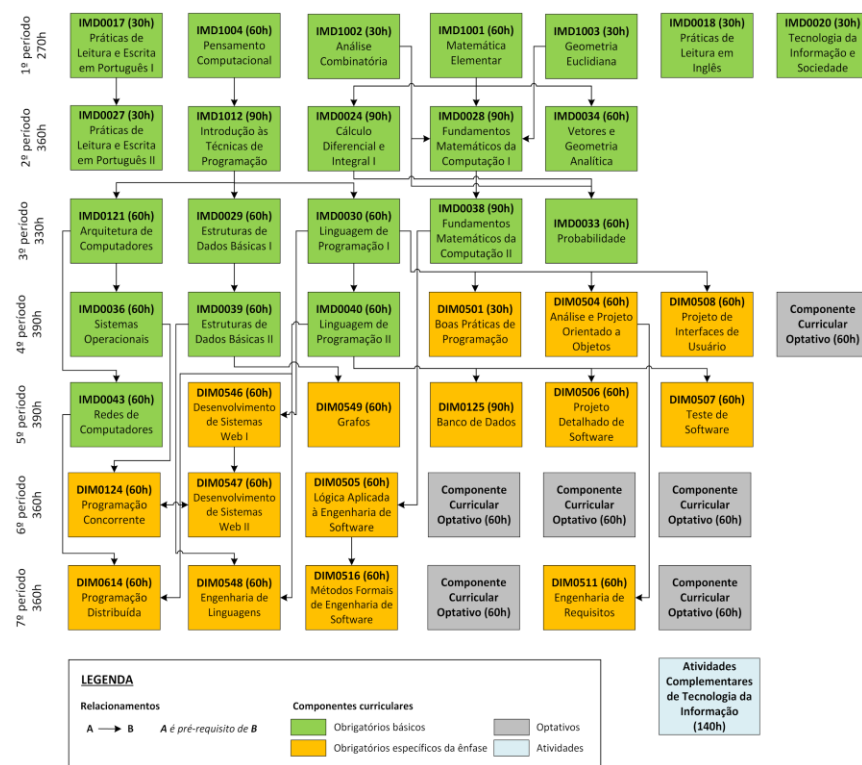 1º período
270h
IMD0017 (30h)
Práticas de
Leitura e Escrita
em Português I
IMD1004 (60h)
Pensamento
Computacional
IMD1002 (30h)
Análise
Combinatória
IMD1001 (60h)
Matemática
Elementar
IMD1003 (30h)
Geometria
Euclidiana
IMD0018 (30h)
Práticas de
Leitura em
Inglês
IMD0020 (30h)
Tecnologia da
Informação e
Sociedade
2º período
360h
IMD0027 (30h)
Práticas de
Leitura e Escrita
em Português II
IMD1012 (90h)
Introdução às
Técnicas de
Programação
IMD0024 (90h)
Cálculo
Diferencial e
Integral I
IMD0028 (90h)
Fundamentos
Matemáticos da
Computação I
IMD0034 (60h)
Vetores e
Geometria
Analítica
3º período
330h
IMD0121 (60h)
Arquitetura de
Computadores
IMD0029 (60h)
Estruturas de
Dados Básicas I
IMD0030 (60h)
Linguagem de
Programação I
IMD0038 (90h)
Fundamentos
Matemáticos da
Computação II
IMD0033 (60h)
Probabilidade
4º período
390h
IMD0036 (60h)
Sistemas
Operacionais
IMD0039 (60h)
Estruturas de
Dados Básicas II
IMD0040 (60h)
Linguagem de
Programação II
DIM0501 (30h)
Boas Práticas de
Programação
DIM0504 (60h)
Análise e Projeto
Orientado a
Objetos
DIM0508 (60h)
Projeto de
Interfaces de
Usuário
Componente
Curricular
Optativo (60h)
5º período
390h
IMD0043 (60h)
Redes de
Computadores
DIM0546 (60h)
Desenvolvimento
de Sistemas
Web I
DIM0549 (60h)
Grafos
DIM0125 (90h)
Banco de Dados
DIM0506 (60h)
Projeto
Detalhado de
Software
DIM0507 (60h)
Teste de
Software
6º período
360h
DIM0124 (60h)
Programação
Concorrente
DIM0547 (60h)
Desenvolvimento
de Sistemas
Web II
DIM0505 (60h)
Lógica Aplicada
à Engenharia de
Software
Componente
Curricular
Optativo (60h)
Componente
Curricular
Optativo (60h)
Componente
Curricular
Optativo (60h)
7º período
360h
DIM0614 (60h)
Programação
Distribuída
DIM0548 (60h)
Engenharia de
Linguagens
DIM0516 (60h)
Métodos Formais
de Engenharia de
Software
Componente
Curricular
Optativo (60h)
DIM0511 (60h)
Engenharia de
Requisitos
Componente
Curricular
Optativo (60h)
LEGENDA
Relacionamentos
A B A é pré-requisito de B
Componentes curriculares
Obrigatórios básicos
Optativos
Obrigatórios específicos da ênfase
Atividades
Atividades
Complementares
de Tecnologia da
Informação
(140h)